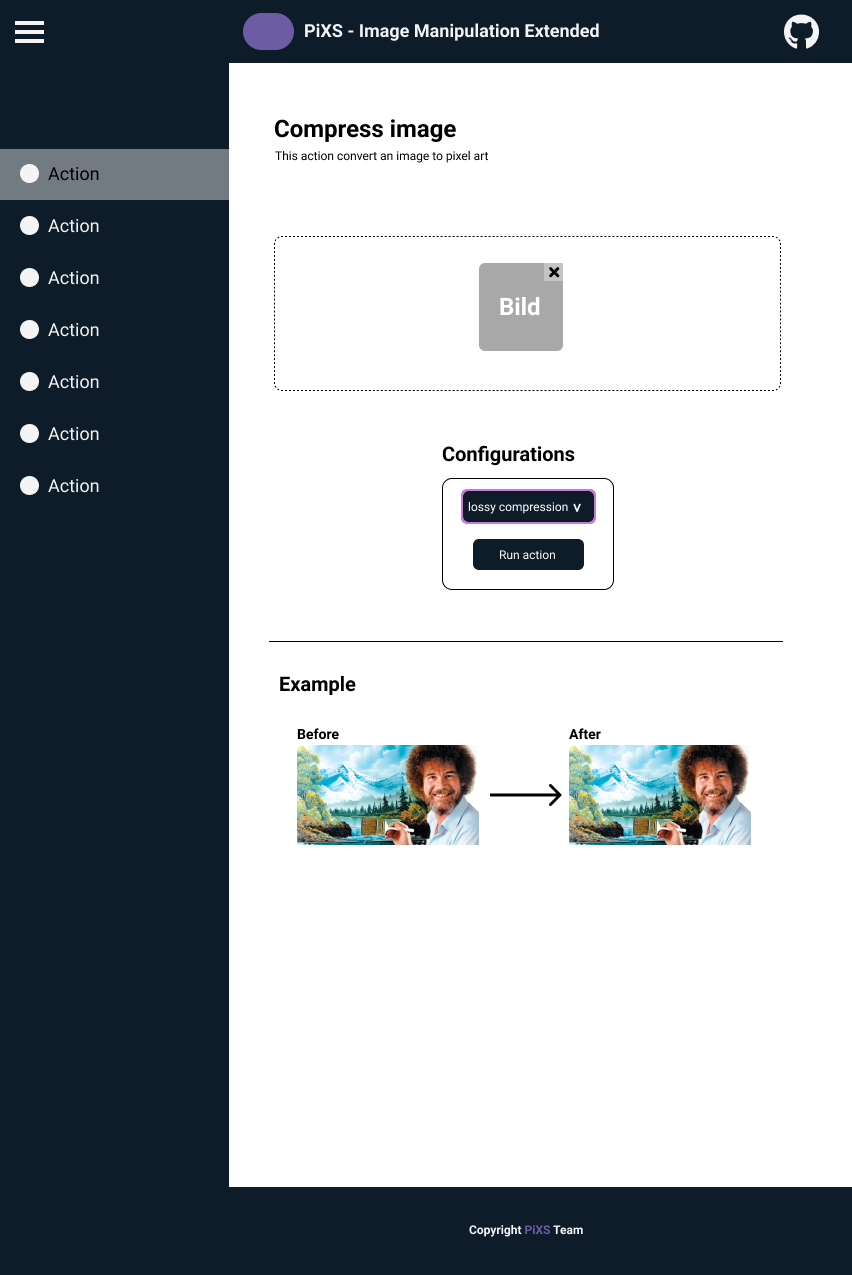 PiXS - Image Manipulation Extended
Action
Action
Action
Action
Action
Action
Action
Compress image
This action convert an image to pixel art
Bild
Configurations
lossy compression v
Run action
Example
Before
After
Copyright PiXS Team